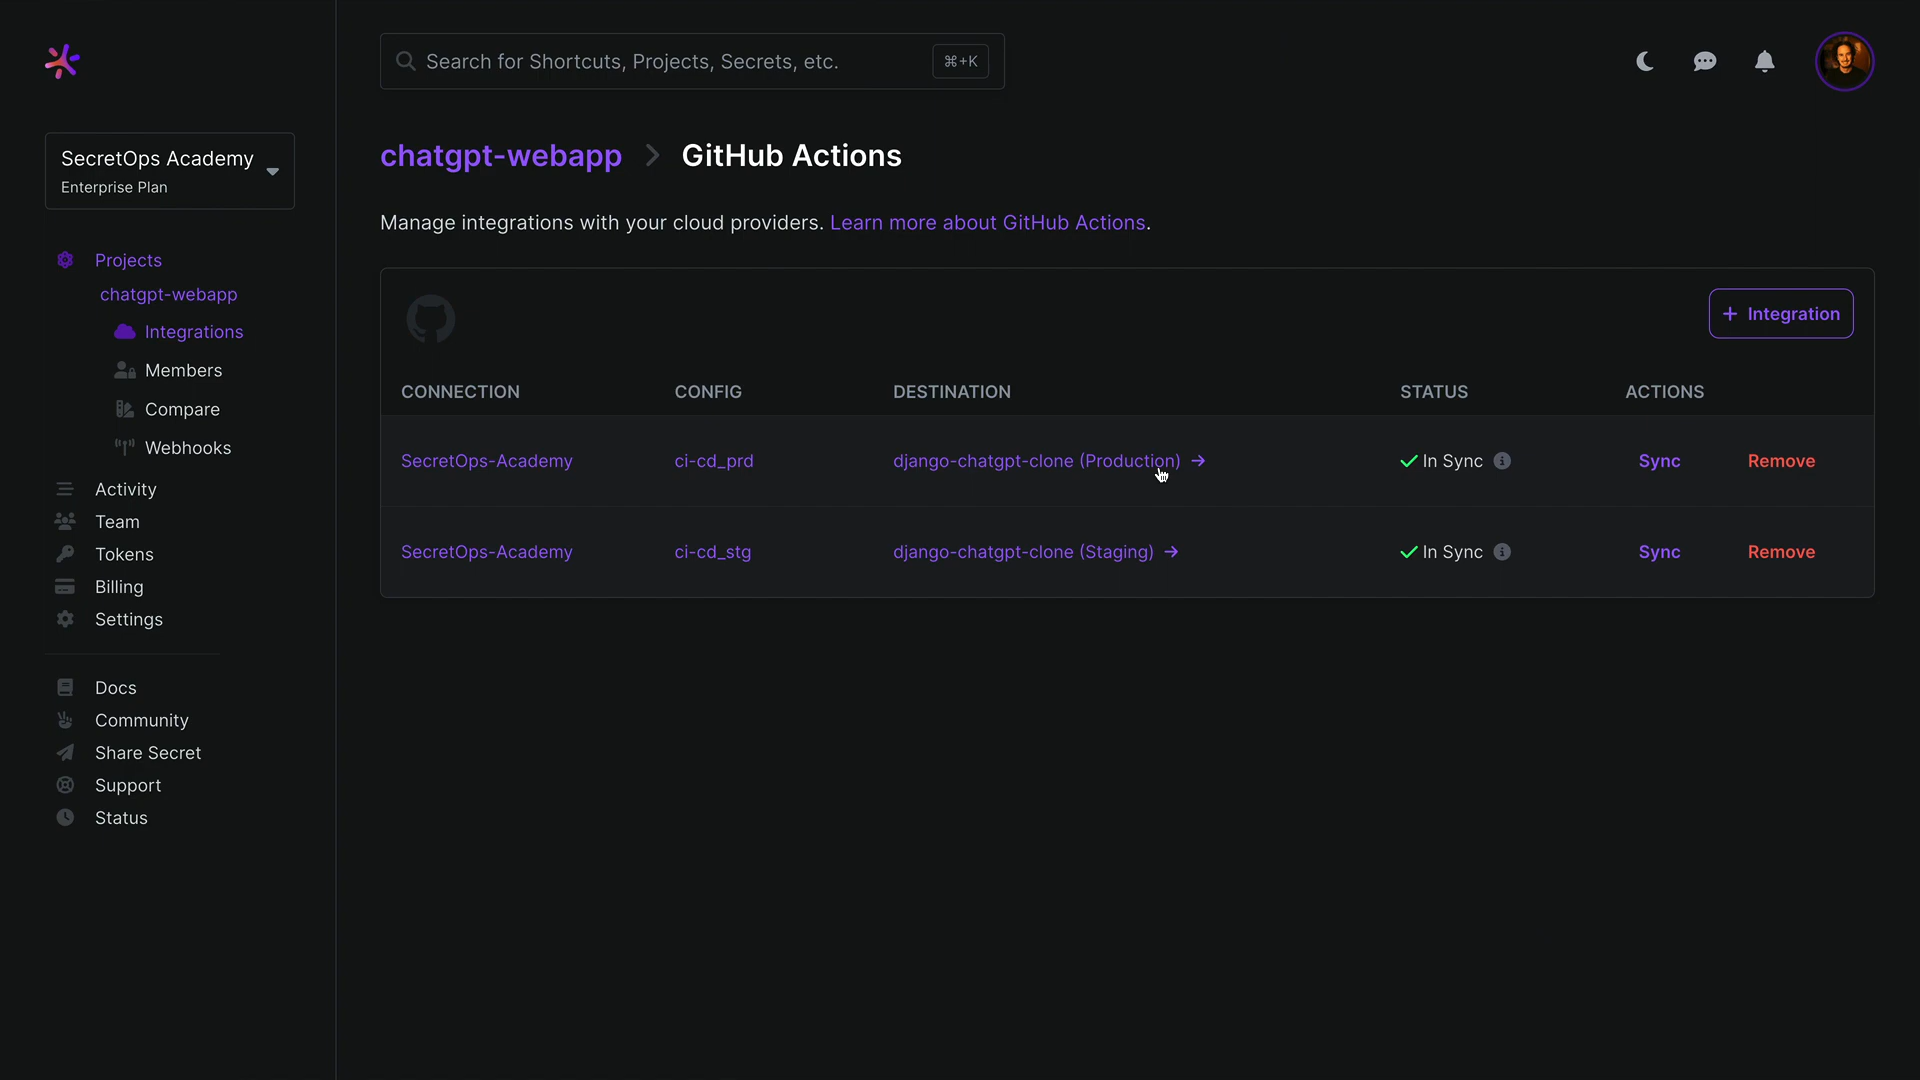 Search for Shortcuts, Projects, Secrets, etc. ⌘+K
SecretOps Academy
Enterprise Plan
Projects
chatgpt-webapp
Integrations
Members
Compare
Webhooks
Activity
Team
Tokens
Billing
Settings
Docs
Community
Share Secret
Support
Status
chatgpt-webapp > GitHub Actions
Manage integrations with your cloud providers. Learn more about GitHub Actions.
+ Integration
CONNECTION CONFIG DESTINATION STATUS ACTIONS
SecretOps-Academy ci-cd_prd django-chatgpt-clone (Production) → In Sync Sync Remove
SecretOps-Academy ci-cd_stg django-chatgpt-clone (Staging) → In Sync Sync Remove